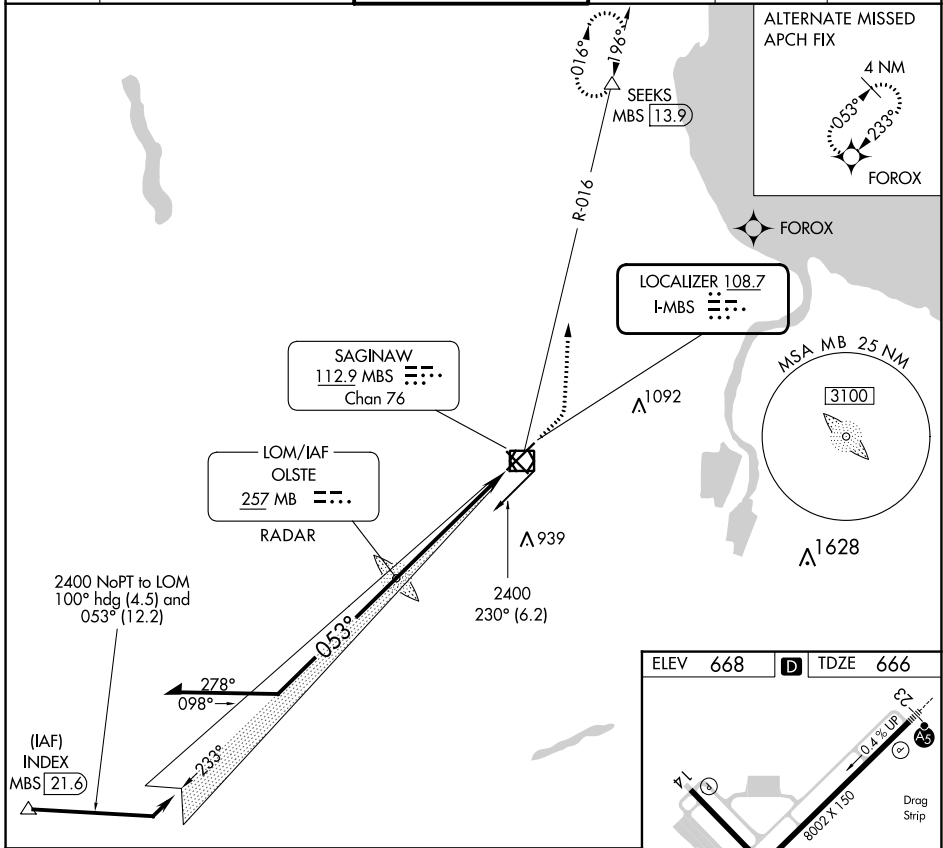 ALTERNATE MISSED
APCH FIX
4 NM
053°
233°
FOROX
016°
196°
SEEKS
MBS 13.9
R-016
FOROX
LOCALIZER 108.7
I-MBS
SAGINAW
112.9 MBS
Chan 76
1092
MSA MB 25 NM
3100
LOM/IAF
OLSTE
257 MB
RADAR
939
1628
2400 NoPT to LOM
100° hdg (4.5) and
053° (12.2)
2400
230° (6.2)
053°
278°
098°
233°
(IAF)
INDEX
MBS 21.6
ELEV 668 D TDZE 666
23
A5
P
0.4% UP
14
P
8002 X 150
Drag
Strip